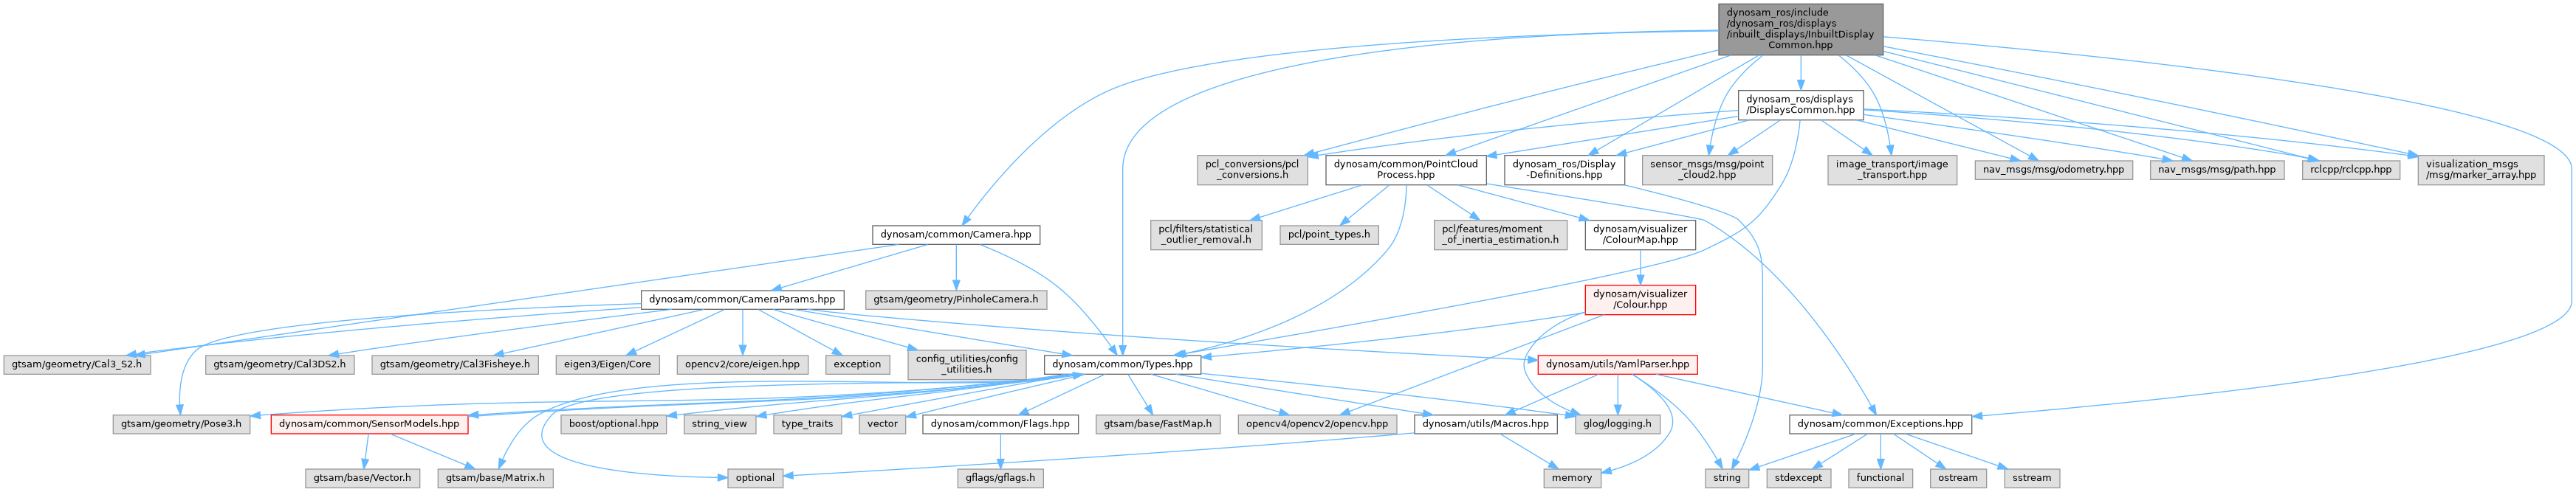 dynosam_ros/include
/dynosam_ros/displays
/inbuilt_displays/InbuiltDisplay
Common.hpp
dynosam_ros/displays
/DisplaysCommon.hpp
pcl_conversions/pcl
_conversions.h
dynosam/common/PointCloud
Process.hpp
dynosam_ros/Display
-Definitions.hpp
sensor_msgs/msg/point
_cloud2.hpp
image_transport/image
_transport.hpp
nav_msgs/msg/odometry.hpp
nav_msgs/msg/path.hpp
rclcpp/rclcpp.hpp
visualization_msgs
/msg/marker_array.hpp
dynosam/common/Camera.hpp
pcl/filters/statistical
_outlier_removal.h
pcl/point_types.h
pcl/features/moment
_of_inertia_estimation.h
dynosam/visualizer
/ColourMap.hpp
dynosam/common/CameraParams.hpp
gtsam/geometry/PinholeCamera.h
dynosam/visualizer
/Colour.hpp
gtsam/geometry/Cal3_S2.h
gtsam/geometry/Cal3DS2.h
gtsam/geometry/Cal3Fisheye.h
eigen3/Eigen/Core
opencv2/core/eigen.hpp
exception
config_utilities/config
_utilities.h
dynosam/common/Types.hpp
dynosam/utils/YamlParser.hpp
gtsam/geometry/Pose3.h
dynosam/common/SensorModels.hpp
boost/optional.hpp
string_view
type_traits
vector
dynosam/common/Flags.hpp
gtsam/base/FastMap.h
opencv4/opencv2/opencv.hpp
dynosam/utils/Macros.hpp
glog/logging.h
dynosam/common/Exceptions.hpp
gtsam/base/Vector.h
gtsam/base/Matrix.h
optional
gflags/gflags.h
memory
string
stdexcept
functional
ostream
sstream